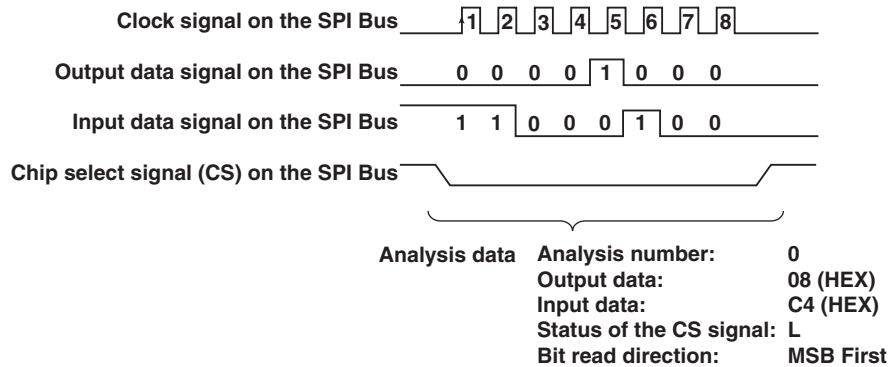 Clock signal on the SPI Bus 1 2 3 4 5 6 7 8
Output data signal on the SPI Bus 0 0 0 0 1 0 0 0
Input data signal on the SPI Bus 1 1 0 0 0 1 0 0
Chip select signal (CS) on the SPI Bus
Analysis data Analysis number: 0
Output data: 08 (HEX)
Input data: C4 (HEX)
Status of the CS signal: L
Bit read direction: MSB First